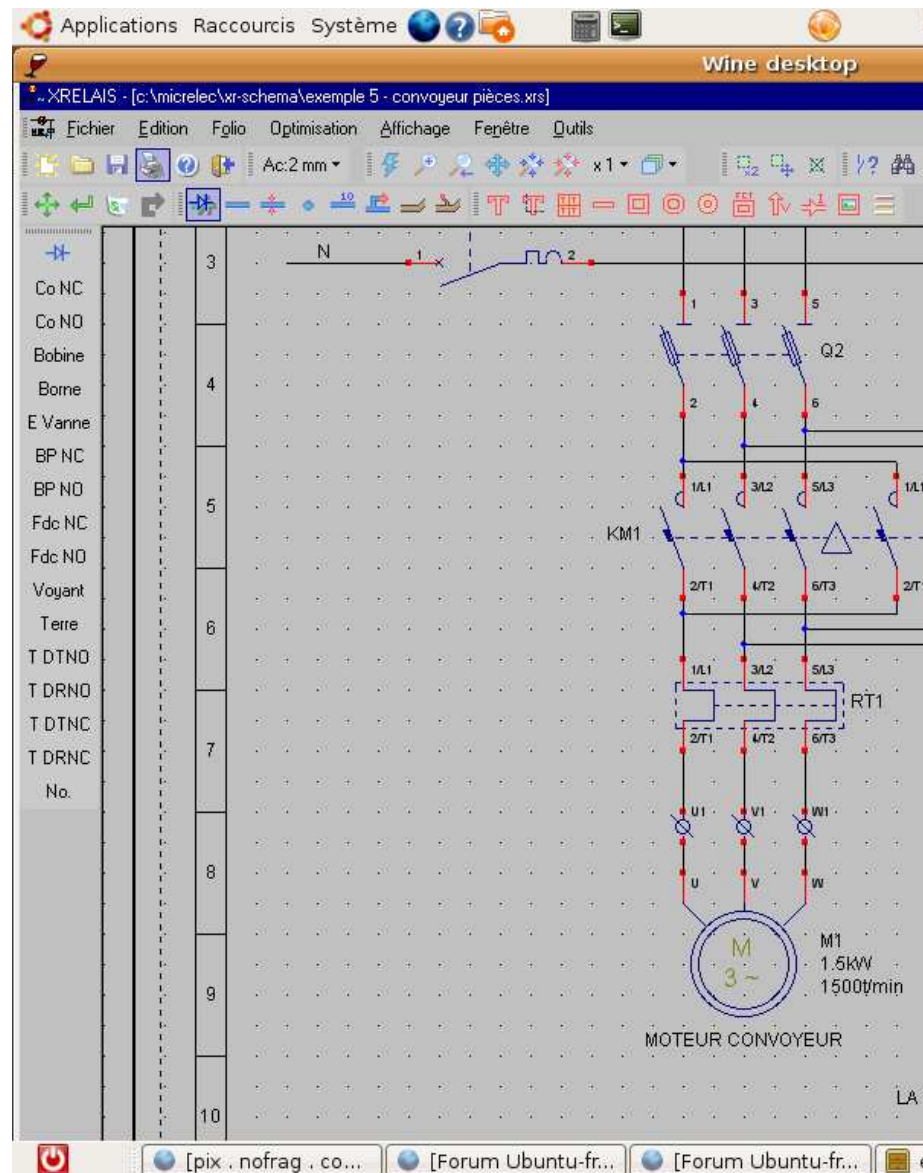 Applications Raccourcis Système
Wine desktop
XRELAIS - [c:\micrelec\xr-schema\exemple 5 - convoyeur pièces.xrs]
Fichier Edition Folio Optimisation Affichage Fenêtre Outils
Ac:2 mm x 1
Co NC
Co NO
Bobine
Borne
E Vanne
BP NC
BP NO
Fdc NC
Fdc NO
Voyant
Terre
T DTNO
T DRNO
T DTNC
T DRNC
No.
3
4
5
6
7
8
9
10
N 1 2
1 3 5
Q2
2 4 6
1/L1 3/L2 5/L3 1/L1
KM1
2/T1 4/T2 6/T3 2/T
1/L1 3/L2 5/L3
RT1
2/T1 4/T2 6/T3
U1 V1 W1
U V W
M
3 ~
M1
1.5kW
1500t/min
MOTEUR CONVOYEUR
LA
[pix . nofrag . co... [Forum Ubuntu-fr... [Forum Ubuntu-fr...